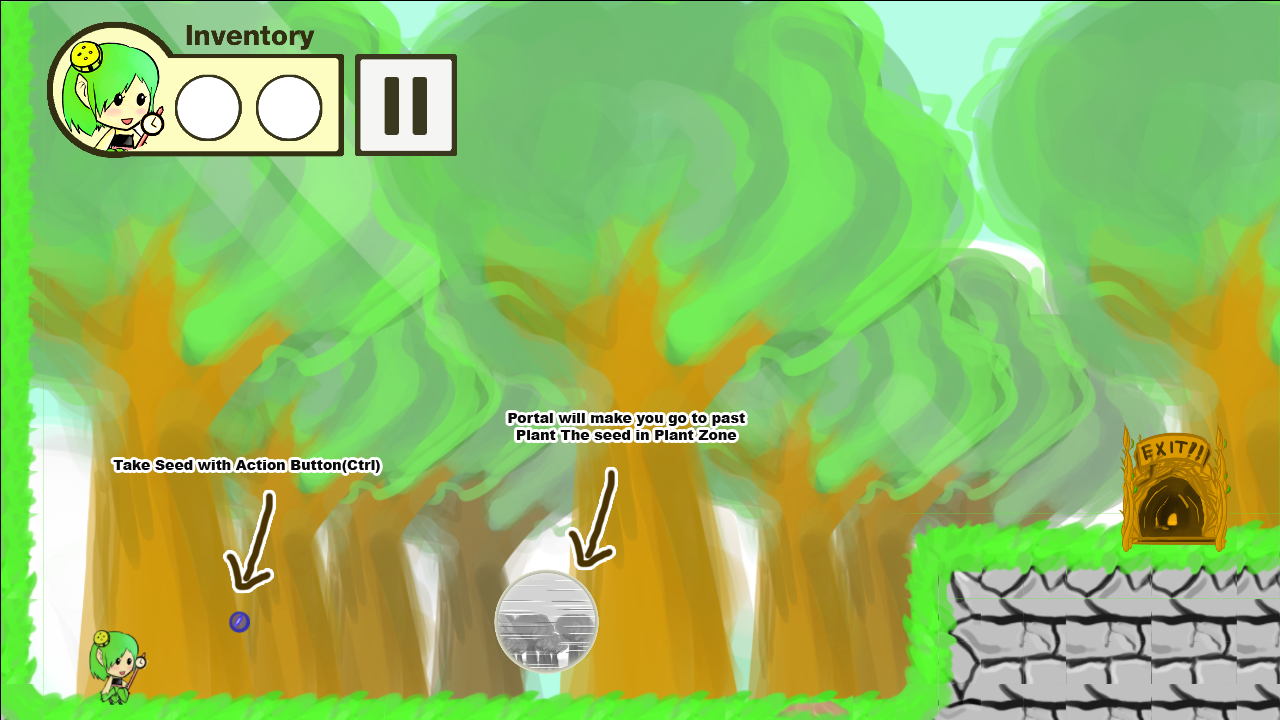 Inventory
Portal will make you go to past
Plant The seed in Plant Zone
Take Seed with Action Button(Ctrl)
EXIT!!